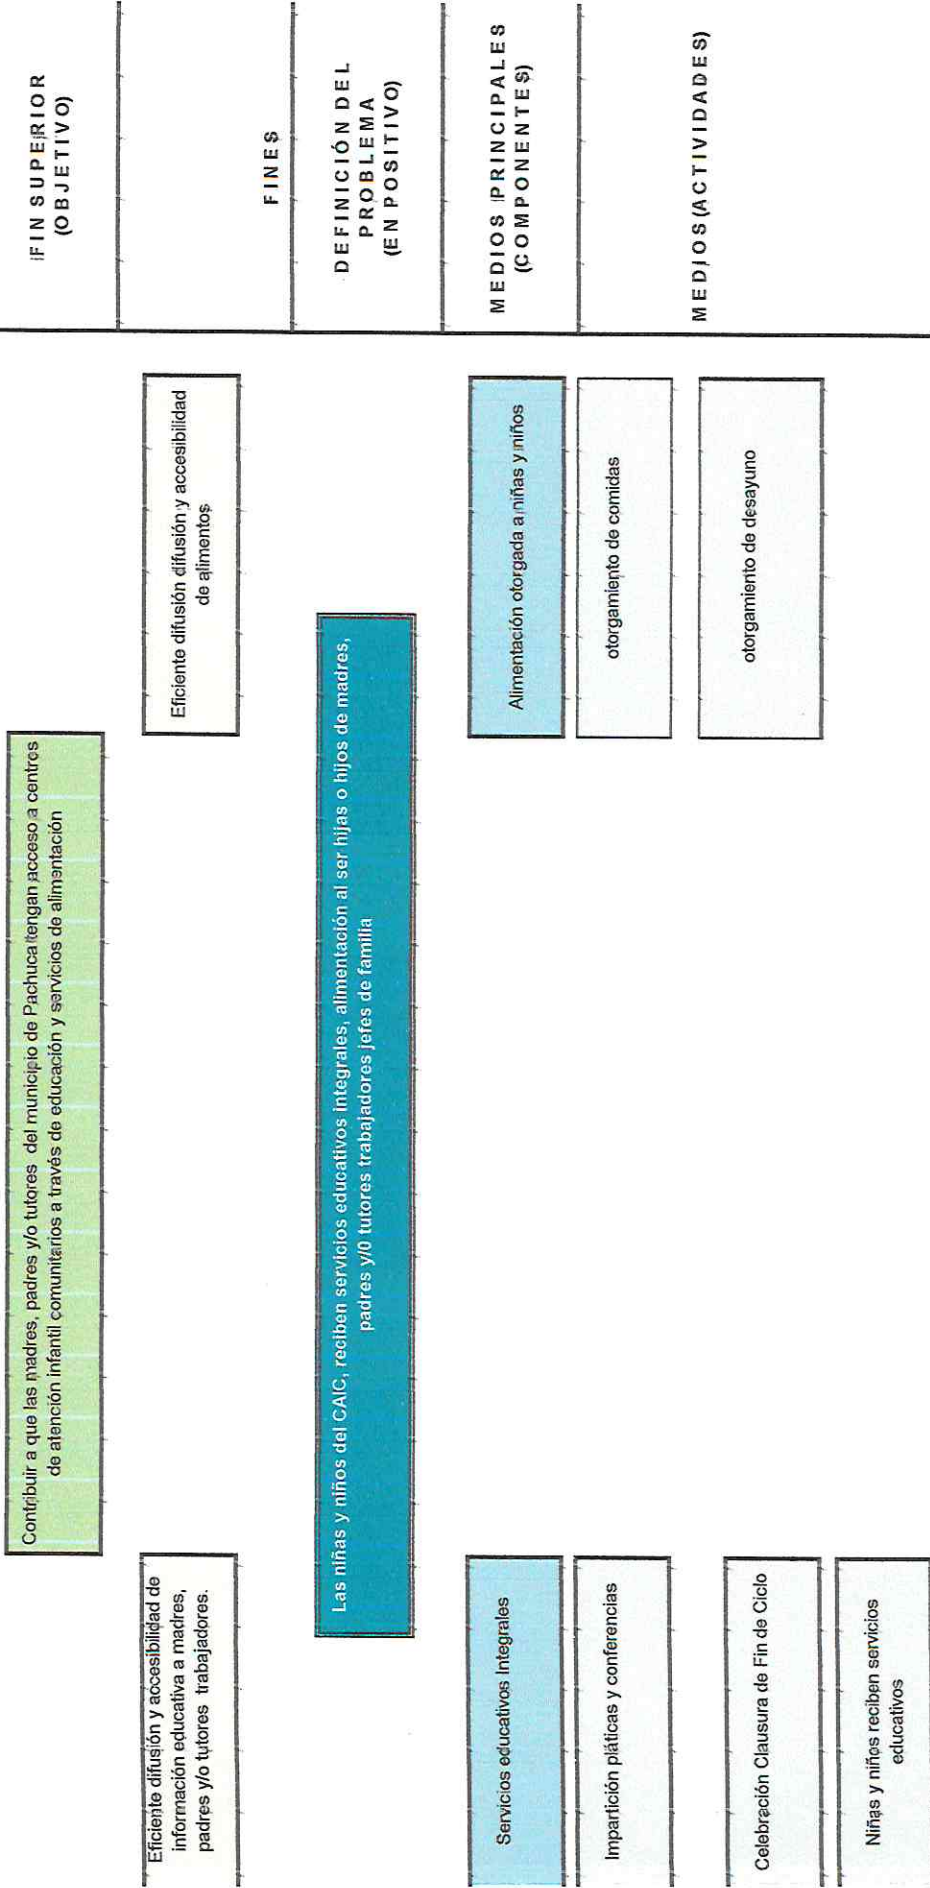 Contribuir a que las madres, padres y/o tutores del municipio de Pachuca tengan acceso a centros
de atención infantil comunitarios a través de educación y servicios de alimentación
FIN SUPERIOR
(OBJETIVO)
Eficiente difusión y accesibilidad de
información educativa a madres,
padres y/o tutores trabajadores.
Eficiente difusión difusión y accesibilidad
de alimentos
FINES
Las niñas y niños del CAIC, reciben servicios educativos integrales, alimentación al ser hijas o hijos de madres,
padres y/0 tutores trabajadores jefes de familia
DEFINICIÓN DEL
PROBLEMA
(EN POSITIVO)
Servicios educativos Integrales
Alimentación otorgada a niñas y niños
MEDIOS PRINCIPALES
(COMPONENTES)
Impartición pláticas y conferencias
otorgamiento de comidas
Celebración Clausura de Fin de Ciclo
otorgamiento de desayuno
MEDIOS(ACTIVIDADES)
Niñas y niños reciben servicios
educativos